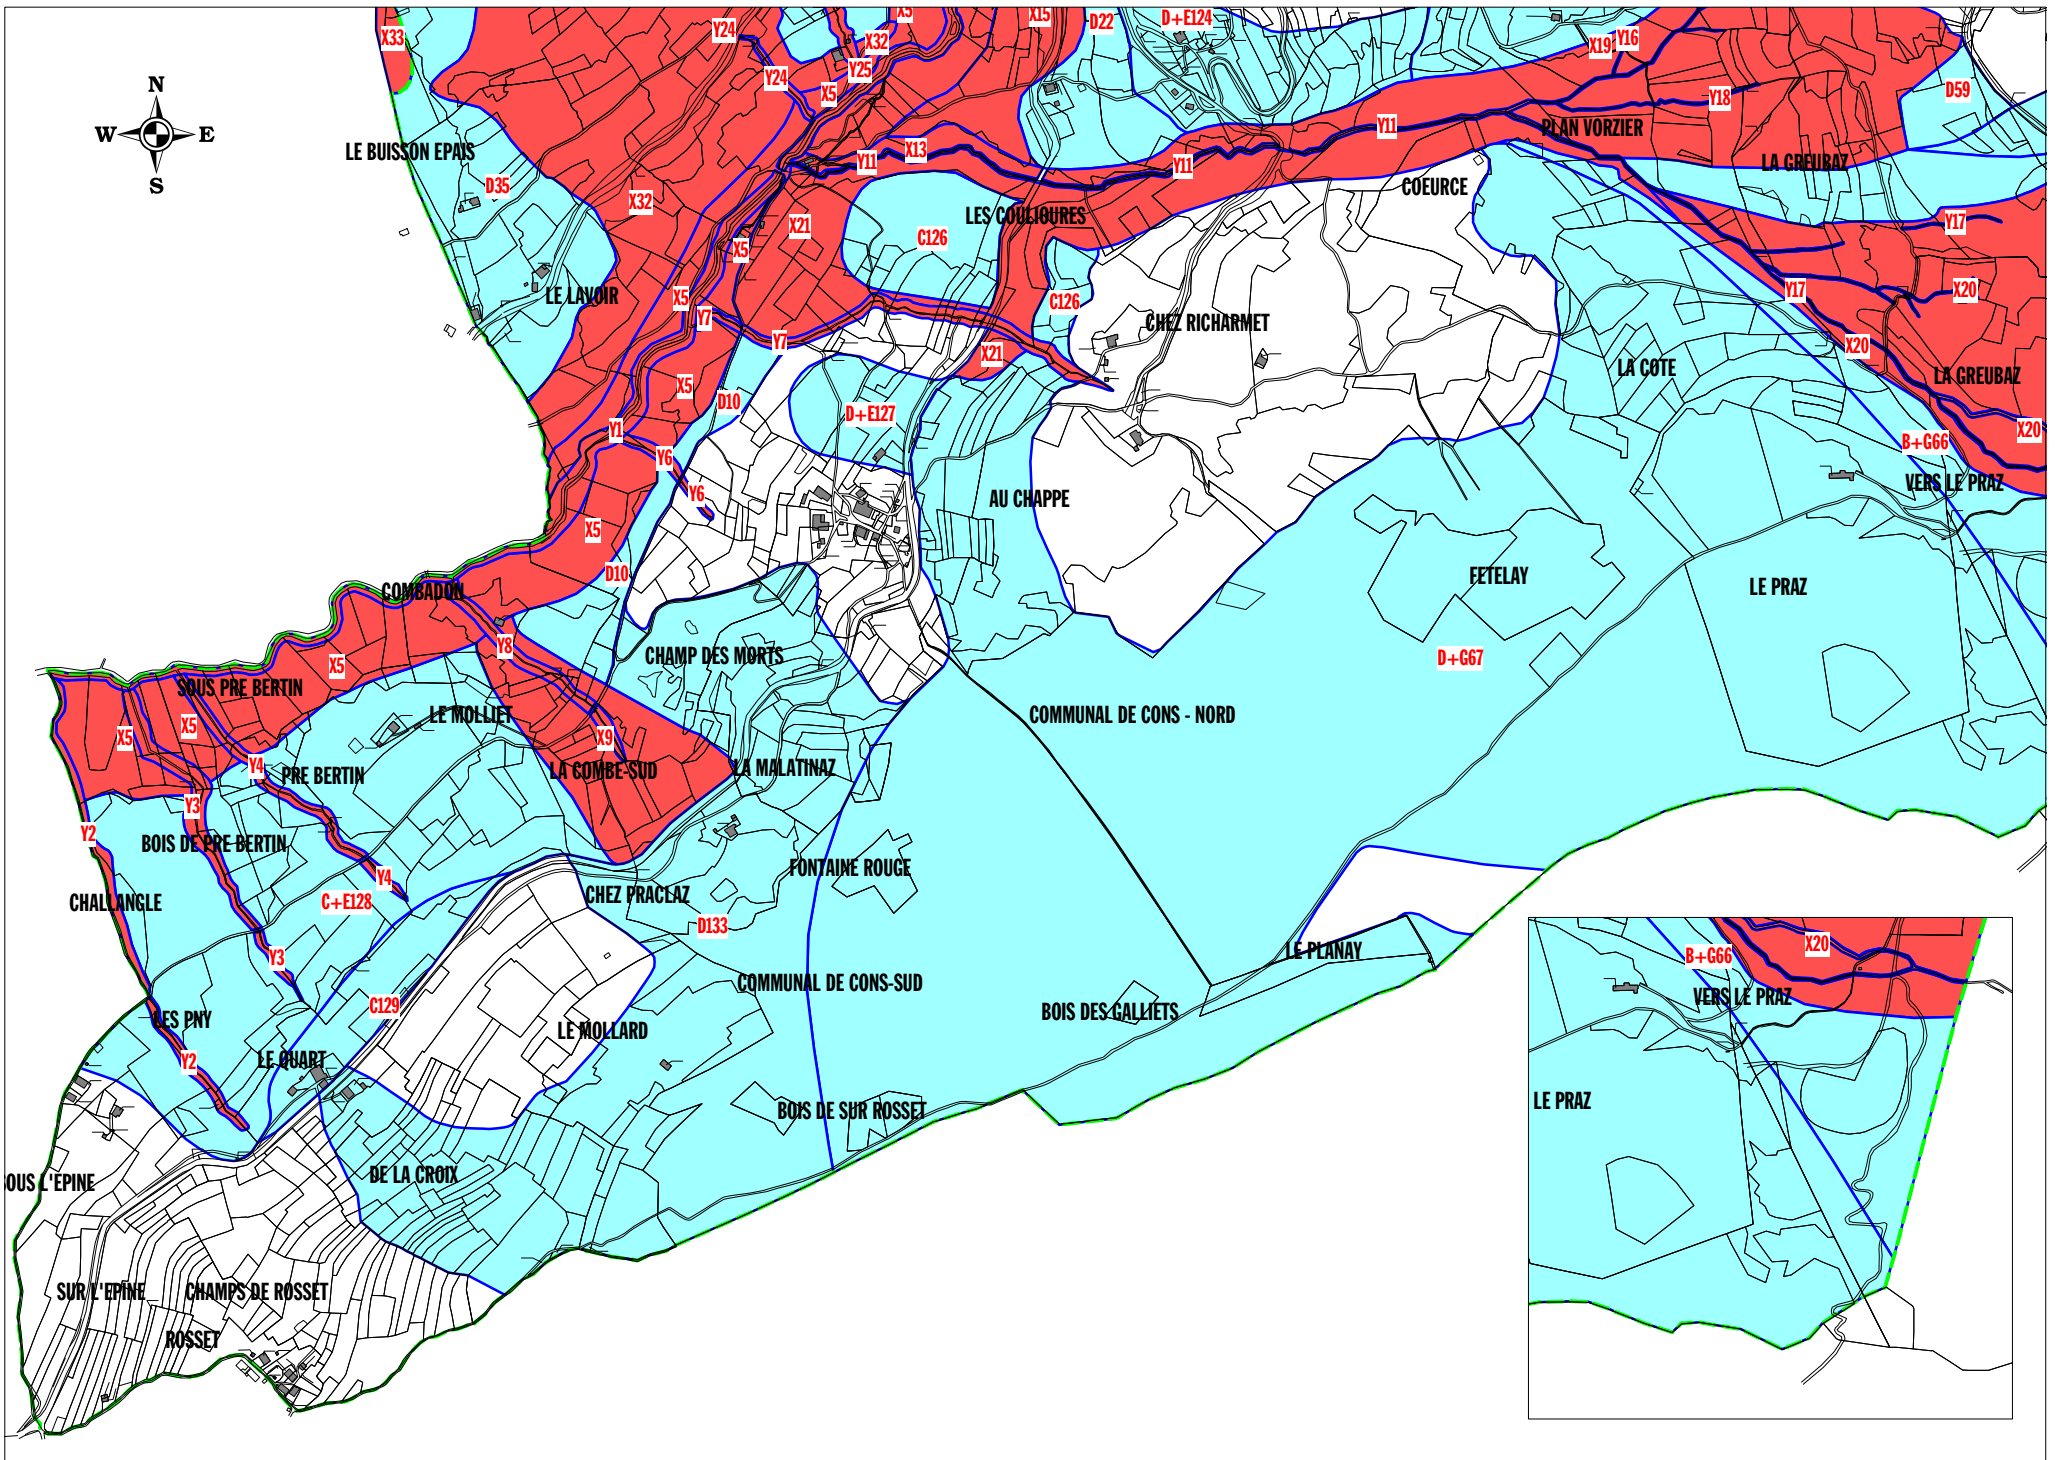 X33
Y24
X5
X32
X15
D22
D+E124
X19
Y16
N
W
E
S
Y24
Y25
X5
Y18
D59
LE BUISSON EPAIS
D35
X32
Y11
X13
Y11
Y11
PLAN VORZIER
LA GREUBAZ
COEURCE
LES COULIOURES
X21
C126
X5
Y17
LE LAVOIR
X5
Y7
C126
CHEZ RICHARMET
Y17
X20
Y7
X21
X20
LA COTE
LA GREUBAZ
X5
D10
D+E127
Y1
X20
B+G66
Y6
Y6
AU CHAPPE
VERS LE PRAZ
X5
D10
COMBADON
FETELAY
LE PRAZ
Y8
CHAMP DES MORTS
D+G67
X5
SOUS PRE BERTIN
LE MOLLIET
COMMUNAL DE CONS - NORD
X5
X5
X9
Y4
PRE BERTIN
LA COMBE-SUD
LA MALATINAZ
Y3
Y2
BOIS DE PRE BERTIN
FONTAINE ROUGE
Y4
CHALLANGLE
C+E128
CHEZ PRACLAZ
D133
Y3
LE PLANAY
COMMUNAL DE CONS-SUD
C129
BOIS DES GALLIETS
LES PNY
LE MOLLARD
Y2
LE QUART
BOIS DE SUR ROSSET
DE LA CROIX
SOUS L'EPINE
SUR L'EPINE
CHAMPS DE ROSSET
ROSSET
X20
B+G66
VERS LE PRAZ
LE PRAZ